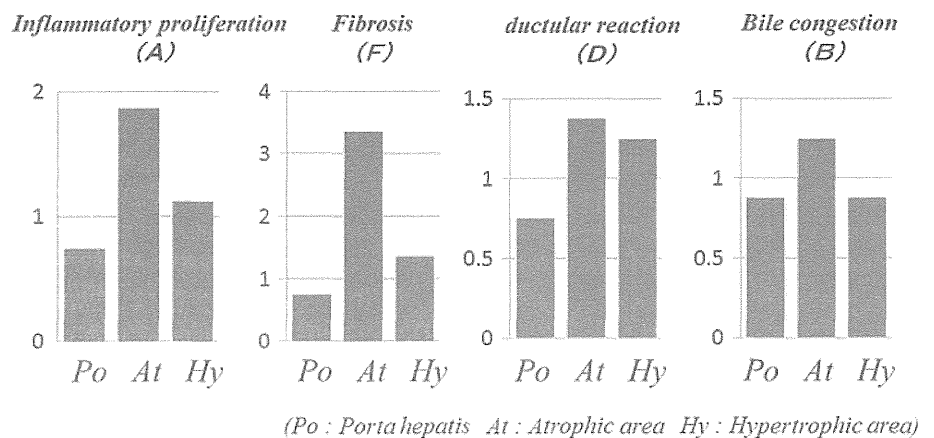 Inflammatory proliferation Fibrosis ductular reaction Bile congestion
(A) (F) (D) (B)
2 4 1.5 1.5
3
1 1
1 2
0.5 0.5
1
0 0 0 0
Po At Hy Po At Hy Po At Hy Po At Hy
(Po : Porta hepatis At : Atrophic area Hy : Hypertrophic area)